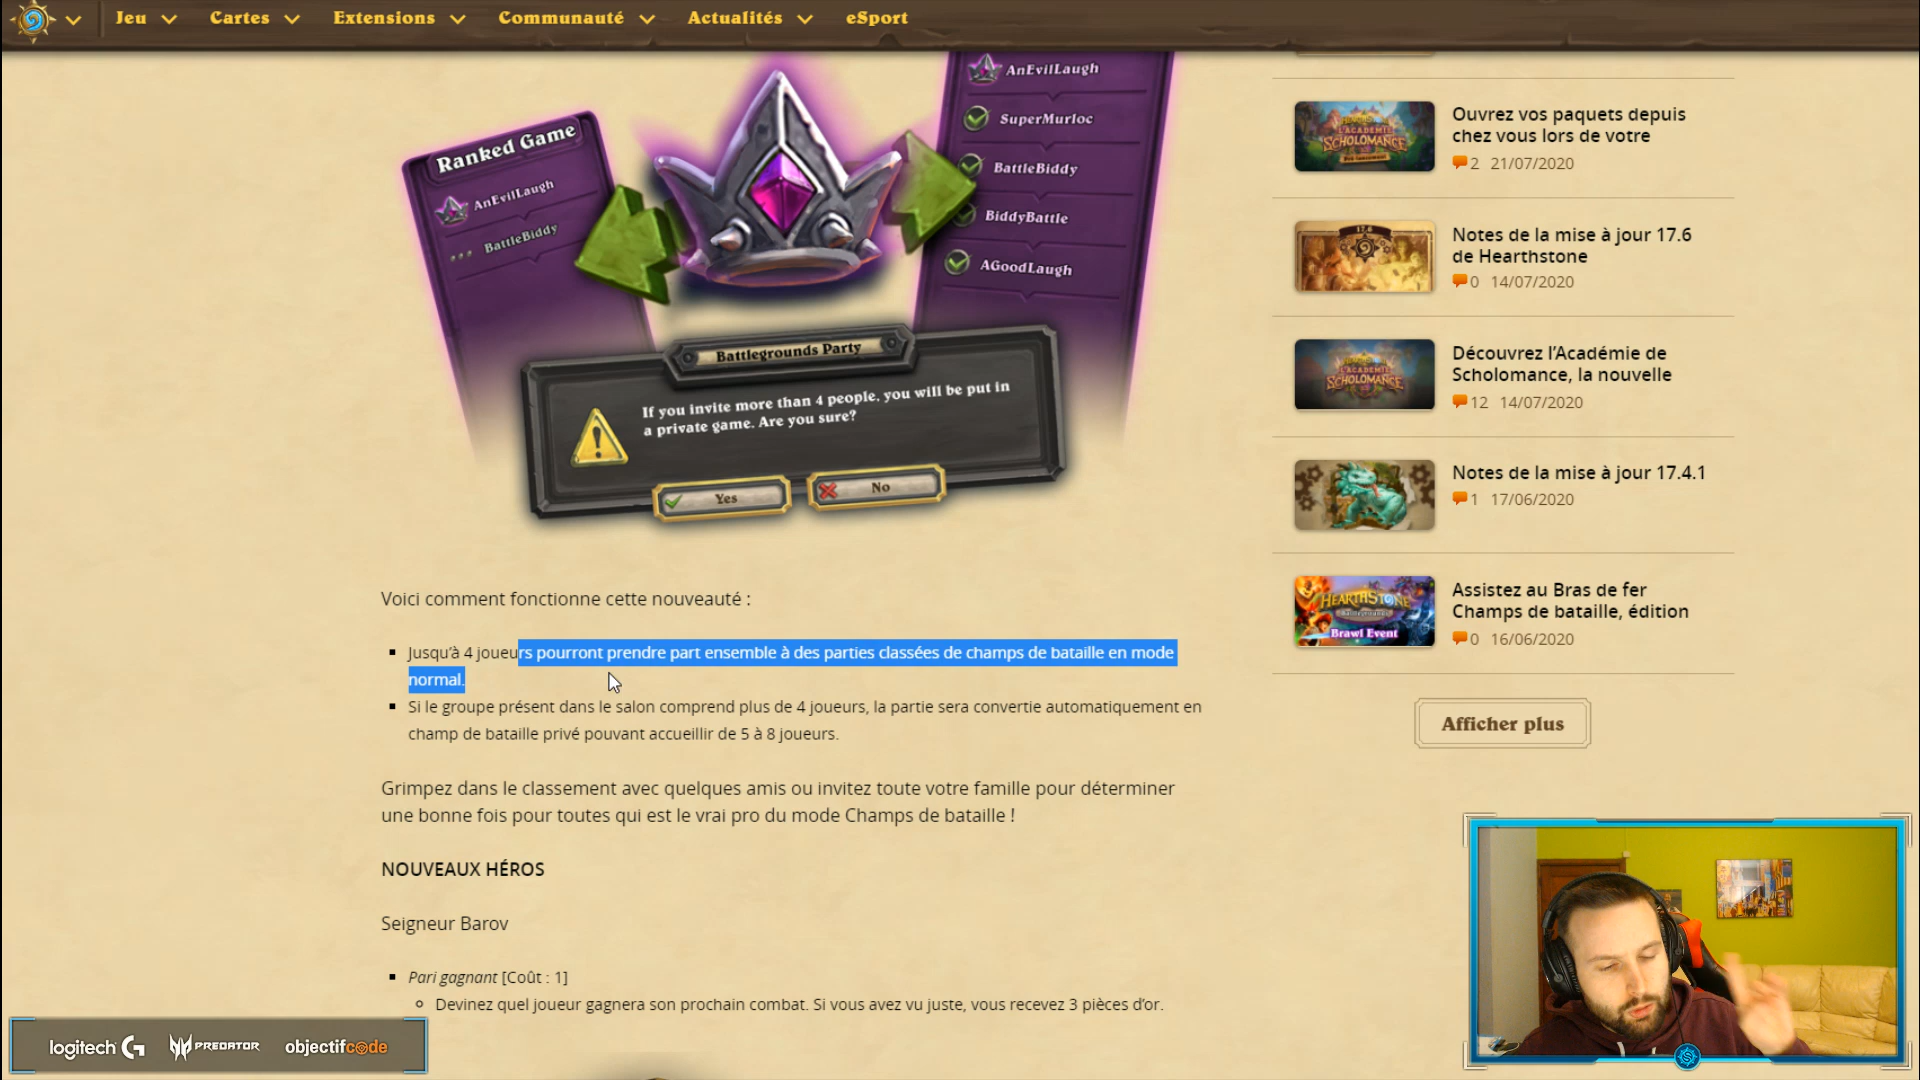 Jeu
Cartes
Extensions
Communauté
Actualités
eSport
Ranked Game
AnEvilLaugh
BattleBiddy
AnEvilLaugh
SuperMurloc
BattleBiddy
BiddyBattle
AGoodLaugh
Battlegrounds Party
If you invite more than 4 people, you will be put in
a private game. Are you sure?
Yes
No
Voici comment fonctionne cette nouveauté :
Jusqu'à 4 joueurs pourront prendre part ensemble à des parties classées de champs de bataille en mode
normal.
Si le groupe présent dans le salon comprend plus de 4 joueurs, la partie sera convertie automatiquement en
champ de bataille privé pouvant accueillir de 5 à 8 joueurs.
Grimpez dans le classement avec quelques amis ou invitez toute votre famille pour déterminer
une bonne fois pour toutes qui est le vrai pro du mode Champs de bataille !
NOUVEAUX HÉROS
Seigneur Barov
Pari gagnant [Coût : 1]
Devinez quel joueur gagnera son prochain combat. Si vous avez vu juste, vous recevez 3 pièces d'or.
L'ACADÉMIE
SCHOLOMANCE
Ouvrez vos paquets depuis
chez vous lors de votre
2 21/07/2020
17.6
Notes de la mise à jour 17.6
de Hearthstone
0 14/07/2020
L'ACADÉMIE
SCHOLOMANCE
Découvrez l'Académie de
Scholomance, la nouvelle
12 14/07/2020
Notes de la mise à jour 17.4.1
1 17/06/2020
HEARTHSTONE
Brawl Event
Assistez au Bras de fer
Champs de bataille, édition
0 16/06/2020
Afficher plus
logitech G
PREDATOR
objectifcode